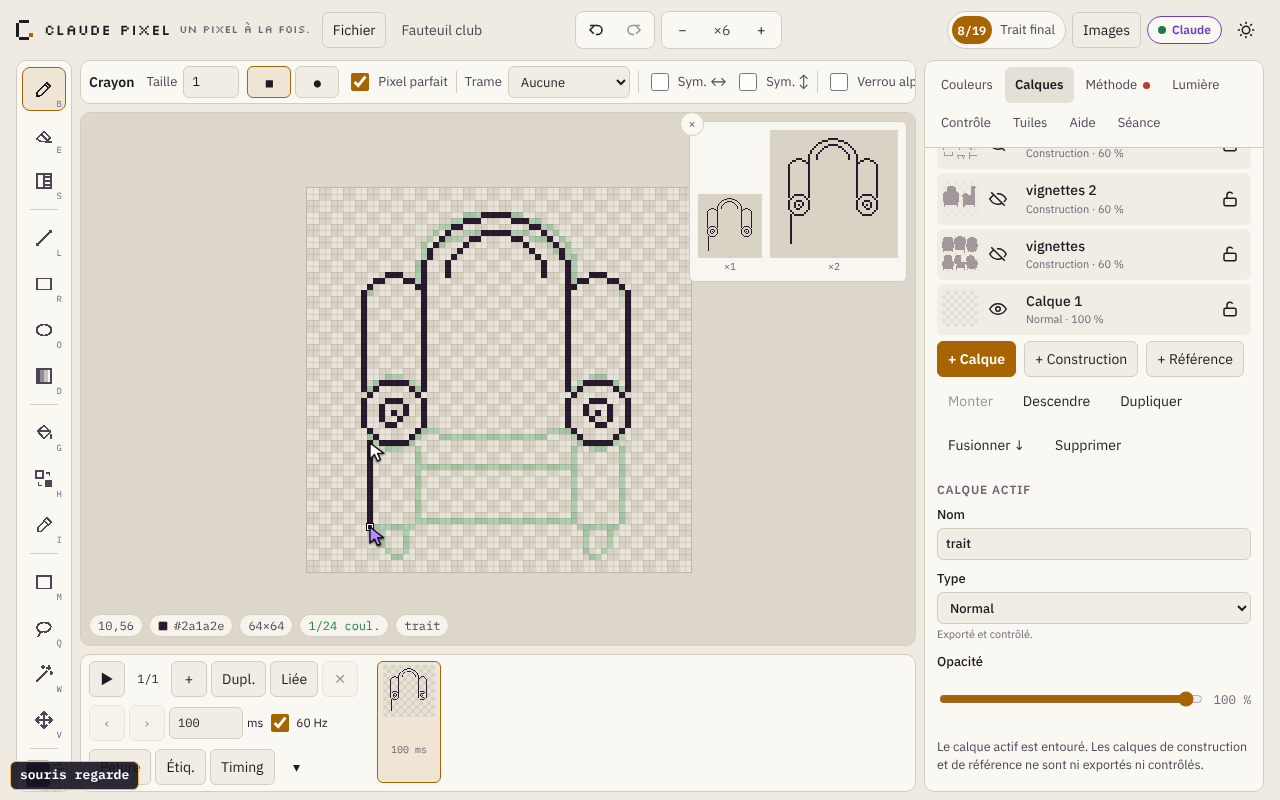 CLAUDE PIXEL UN PIXEL À LA FOIS. Fichier Fauteuil club − ×6 + 8/19 Trait final Images Claude
Crayon Taille 1 Pixel parfait Trame Aucune Sym. ↔ Sym. ↕ Verrou alp
B
E
S
L
R
O
D
G
H
I
M
Q
W
V
×
×1 ×2
10,56 #2a1a2e 64×64 1/24 coul. trait
1/1 + Dupl. Liée ×
‹ › 100 ms 60 Hz
Étiq. Timing ▼
100 ms
souris regarde
Couleurs Calques Méthode Lumière
Contrôle Tuiles Aide Séance
Construction · 60 %
vignettes 2
Construction · 60 %
vignettes
Construction · 60 %
Calque 1
Normal · 100 %
+ Calque + Construction + Référence
Monter Descendre Dupliquer
Fusionner ↓ Supprimer
CALQUE ACTIF
Nom
trait
Type
Normal
Exporté et contrôlé.
Opacité
100 %
Le calque actif est entouré. Les calques de construction
et de référence ne sont ni exportés ni contrôlés.